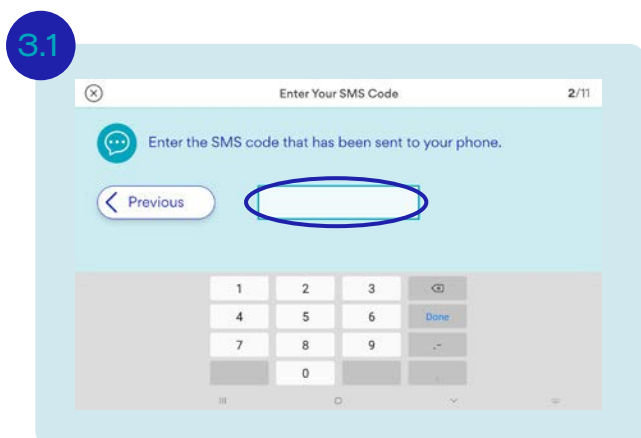 3.1
Enter Your SMS Code 2/11
Enter the SMS code that has been sent to your phone.
Previous
1 2 3
4 5 6 Done
7 8 9 .-
0 ,